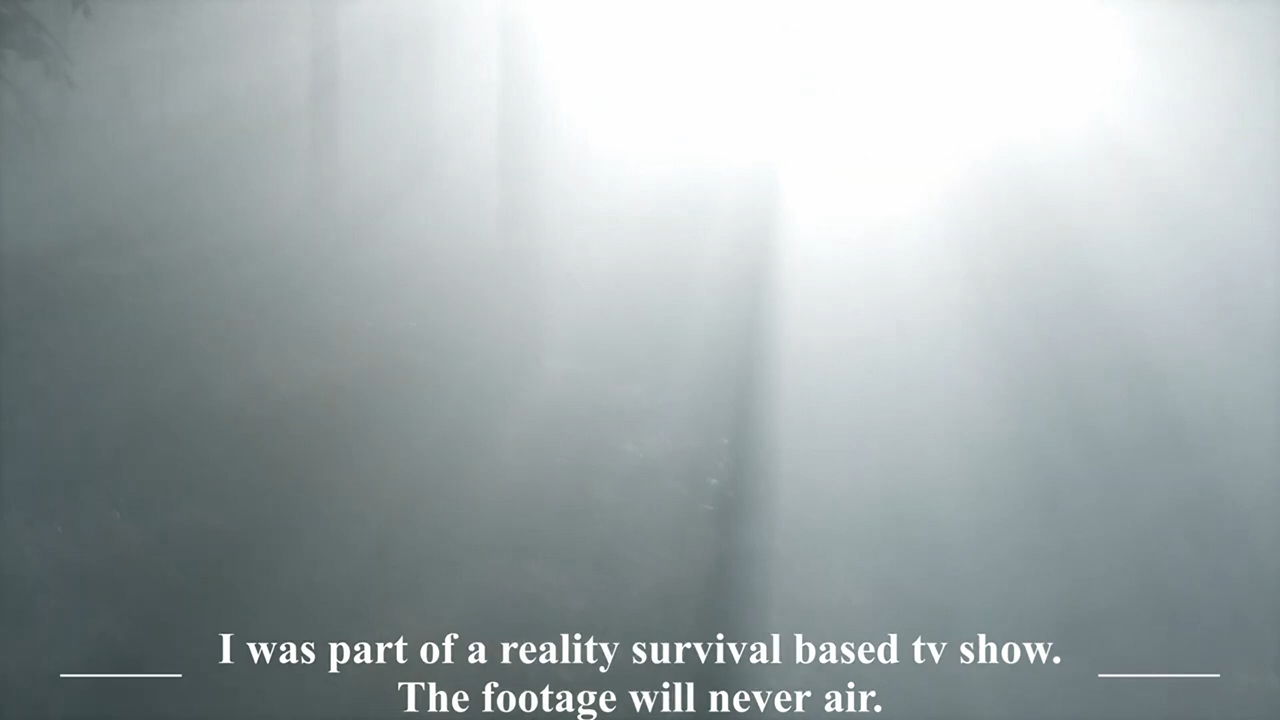 I was part of a reality survival based tv show.
The footage will never air.